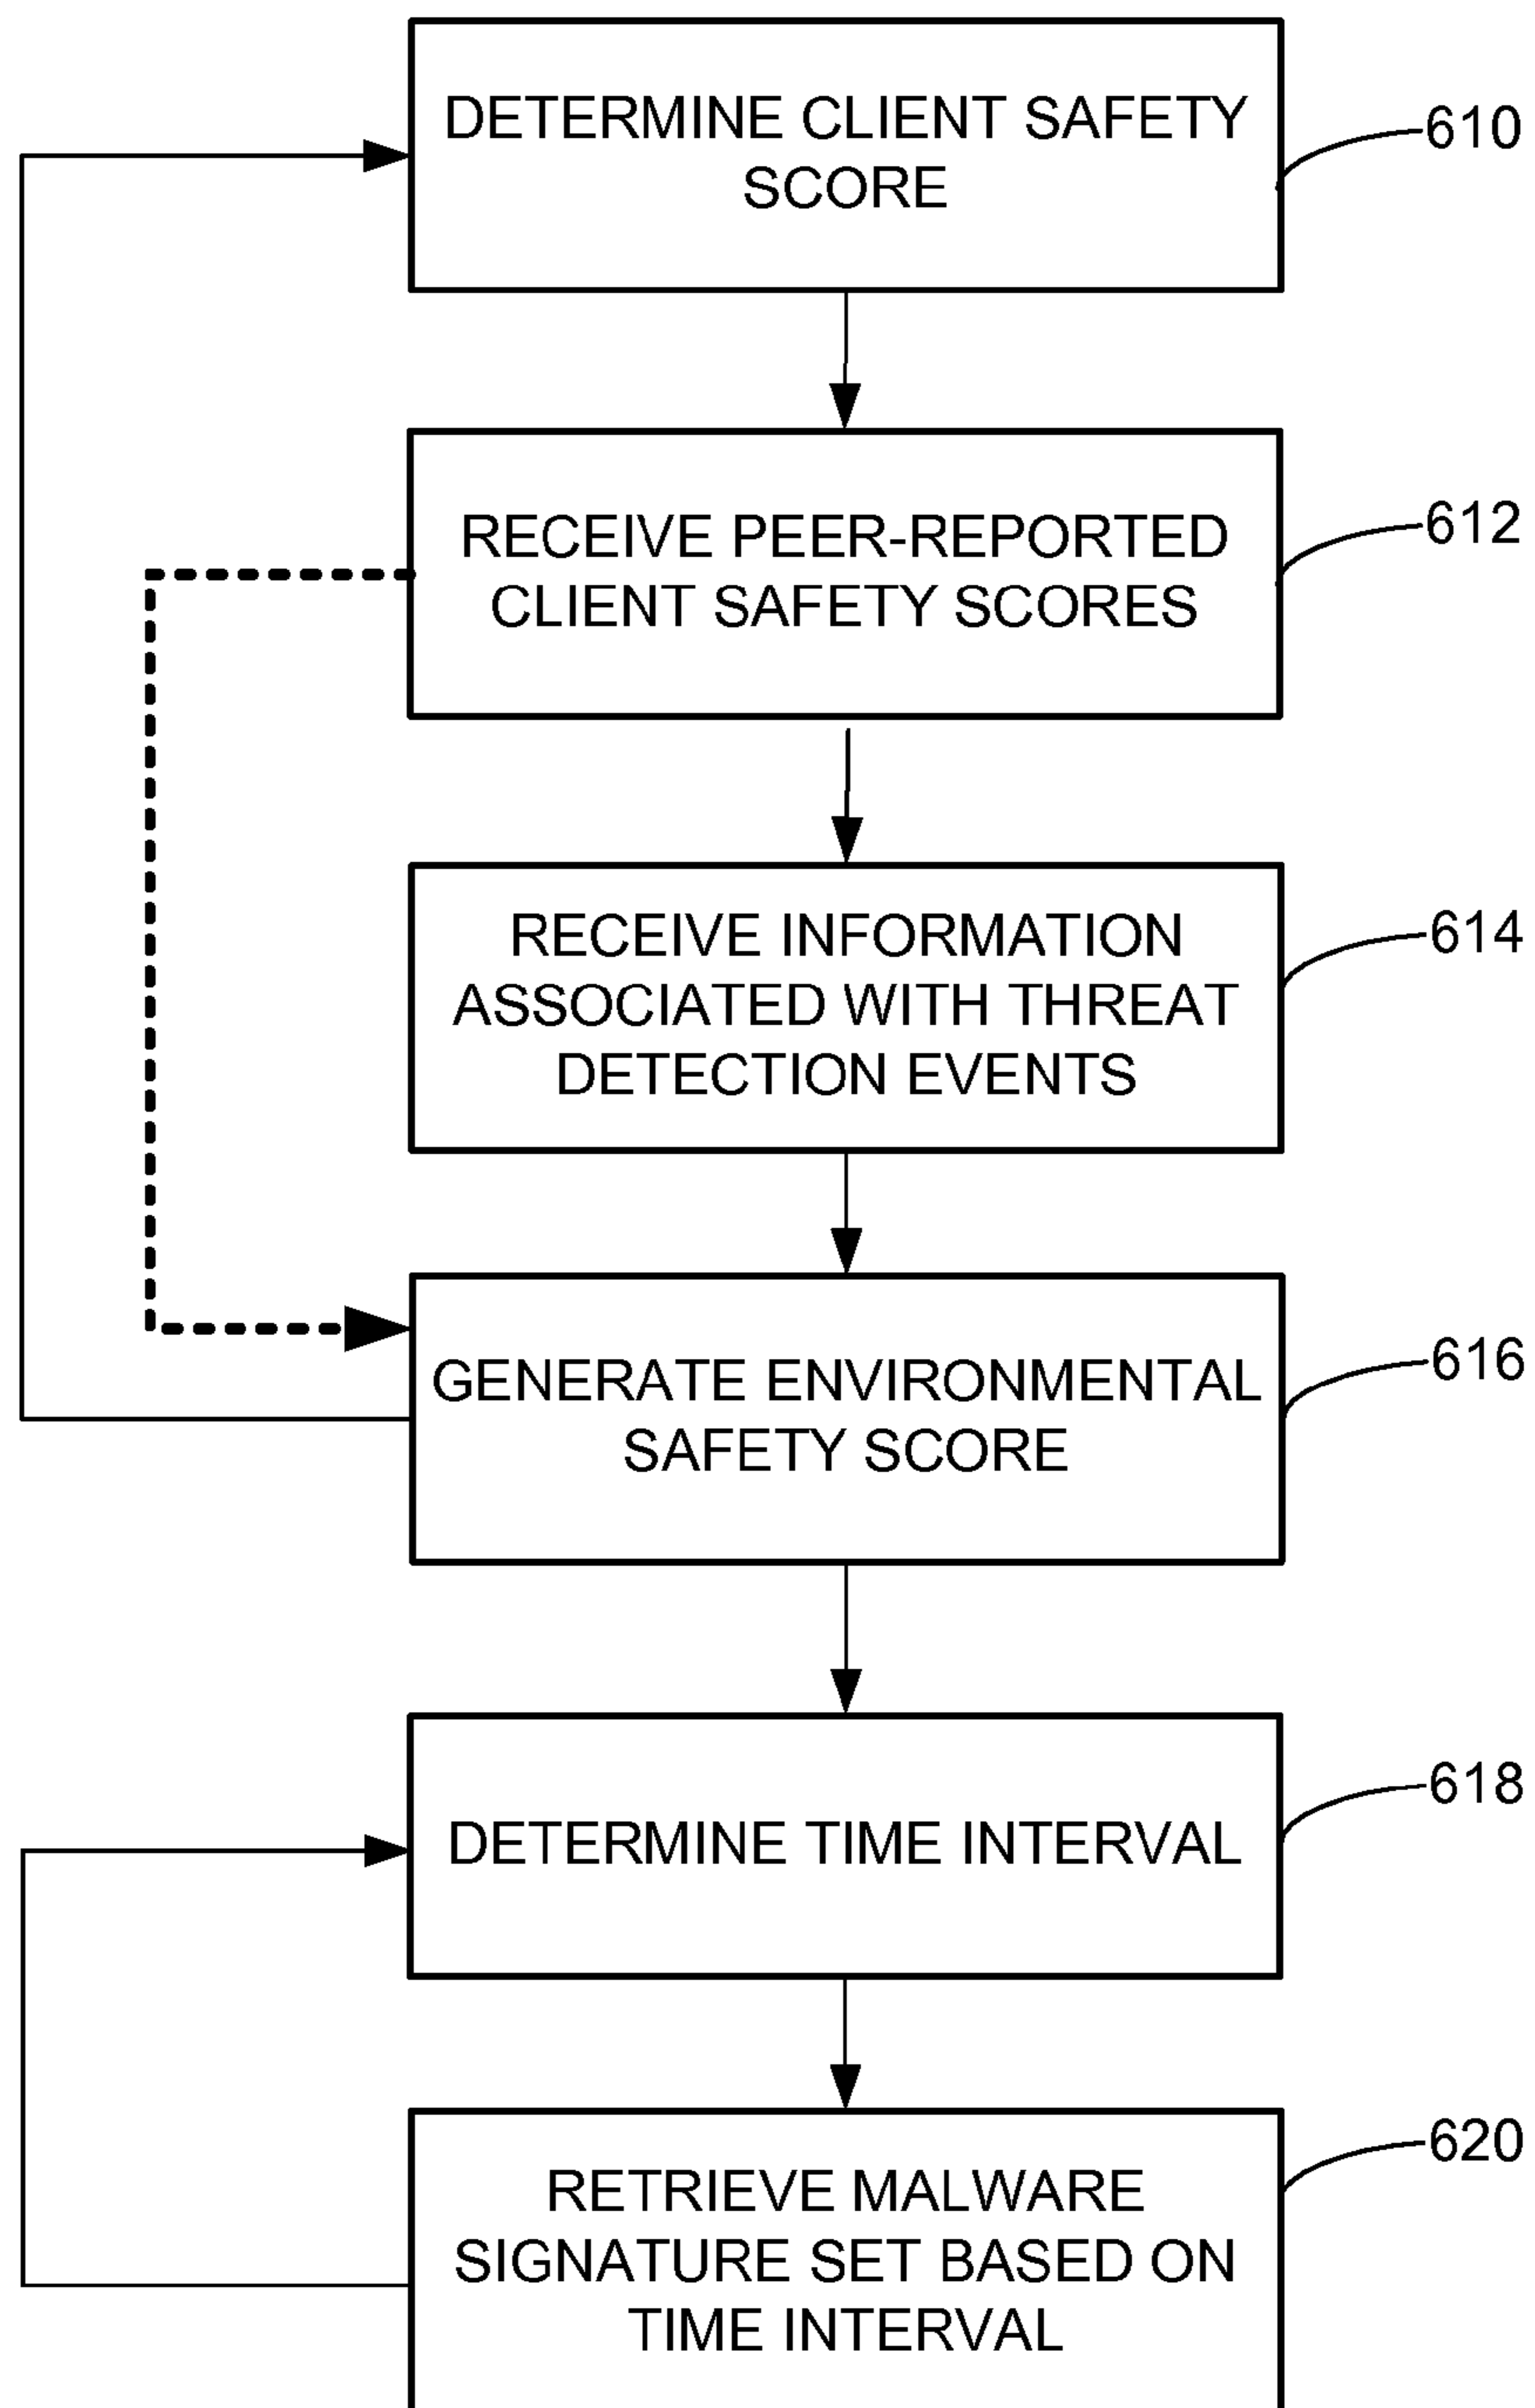 DETERMINE CLIENT SAFETY
SCORE
610
RECEIVE PEER-REPORTED
CLIENT SAFETY SCORES
612
RECEIVE INFORMATION
ASSOCIATED WITH THREAT
DETECTION EVENTS
614
GENERATE ENVIRONMENTAL
SAFETY SCORE
616
DETERMINE TIME INTERVAL
618
RETRIEVE MALWARE
SIGNATURE SET BASED ON
TIME INTERVAL
620